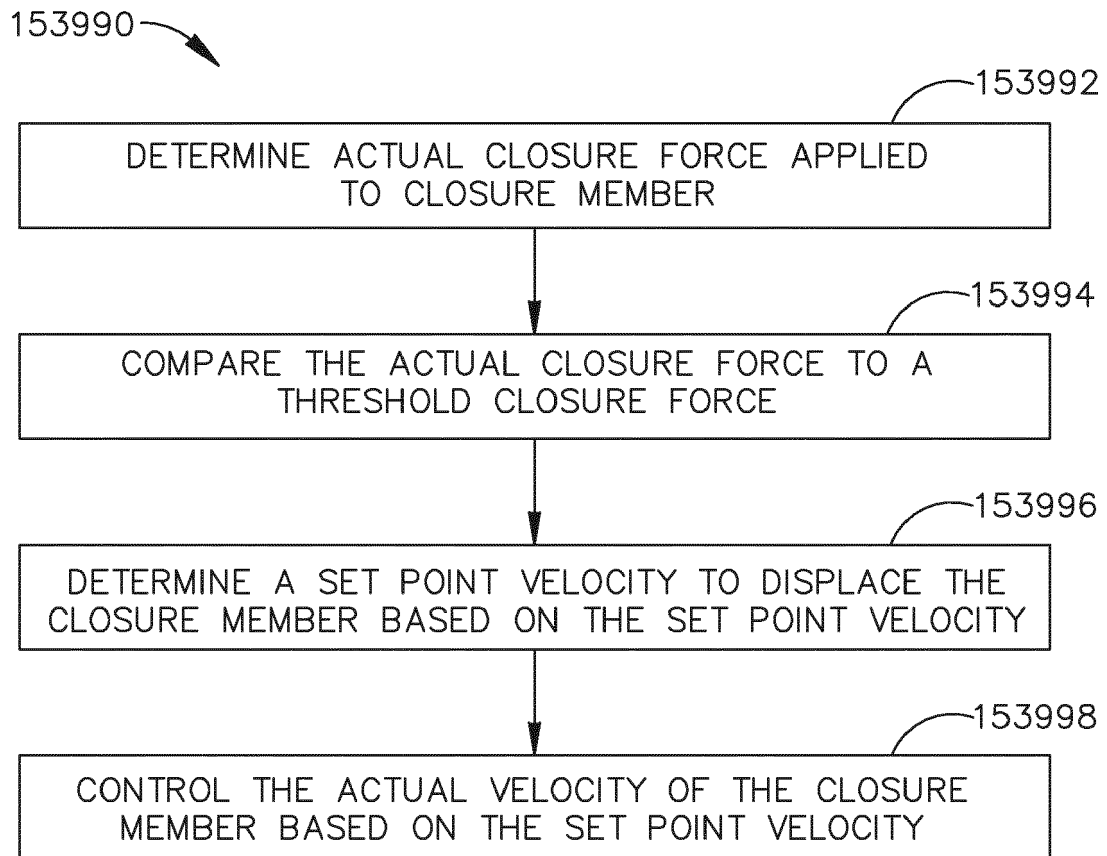 153990
153992
DETERMINE ACTUAL CLOSURE FORCE APPLIED
TO CLOSURE MEMBER
153994
COMPARE THE ACTUAL CLOSURE FORCE TO A
THRESHOLD CLOSURE FORCE
153996
DETERMINE A SET POINT VELOCITY TO DISPLACE THE
CLOSURE MEMBER BASED ON THE SET POINT VELOCITY
153998
CONTROL THE ACTUAL VELOCITY OF THE CLOSURE
MEMBER BASED ON THE SET POINT VELOCITY